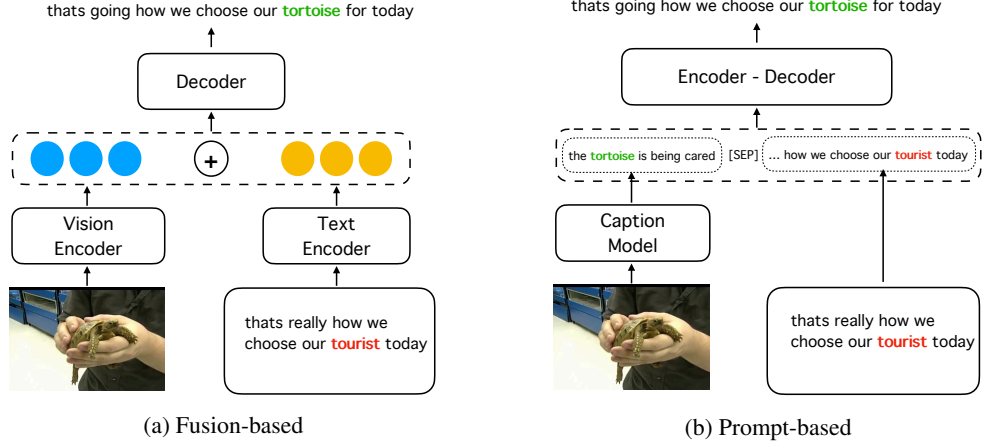 thats going how we choose our tortoise for today
Decoder
+
Vision
Encoder
Text
Encoder
thats really how we
choose our tourist today
(a) Fusion-based
thats going how we choose our tortoise for today
Encoder - Decoder
the tortoise is being cared [SEP] ... how we choose our tourist today
Caption
Model
thats really how we
choose our tourist today
(b) Prompt-based